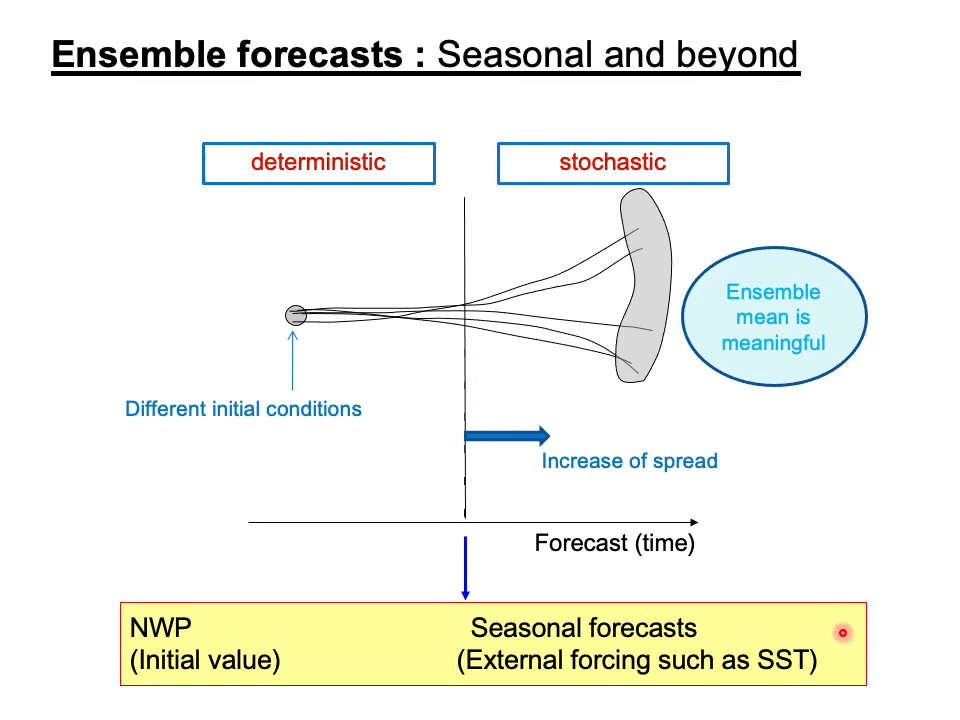 Ensemble forecasts : Seasonal and beyond
deterministic
stochastic
Ensemble
mean is
meaningful
Different initial conditions
Increase of spread
Forecast (time)
NWP
Seasonal forecasts
(Initial value)
(External forcing such as SST)